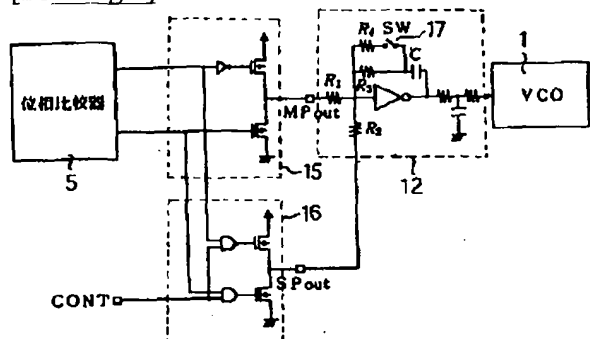 位相比較器
5
15
MPout
R₁
R₄
SW
17
R₃
C
R₂
12
1
VCO
16
SPout
CONT